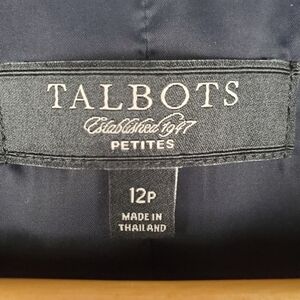 TALBOTS
Established 1947
PETITES
12P
MADE IN
THAILAND